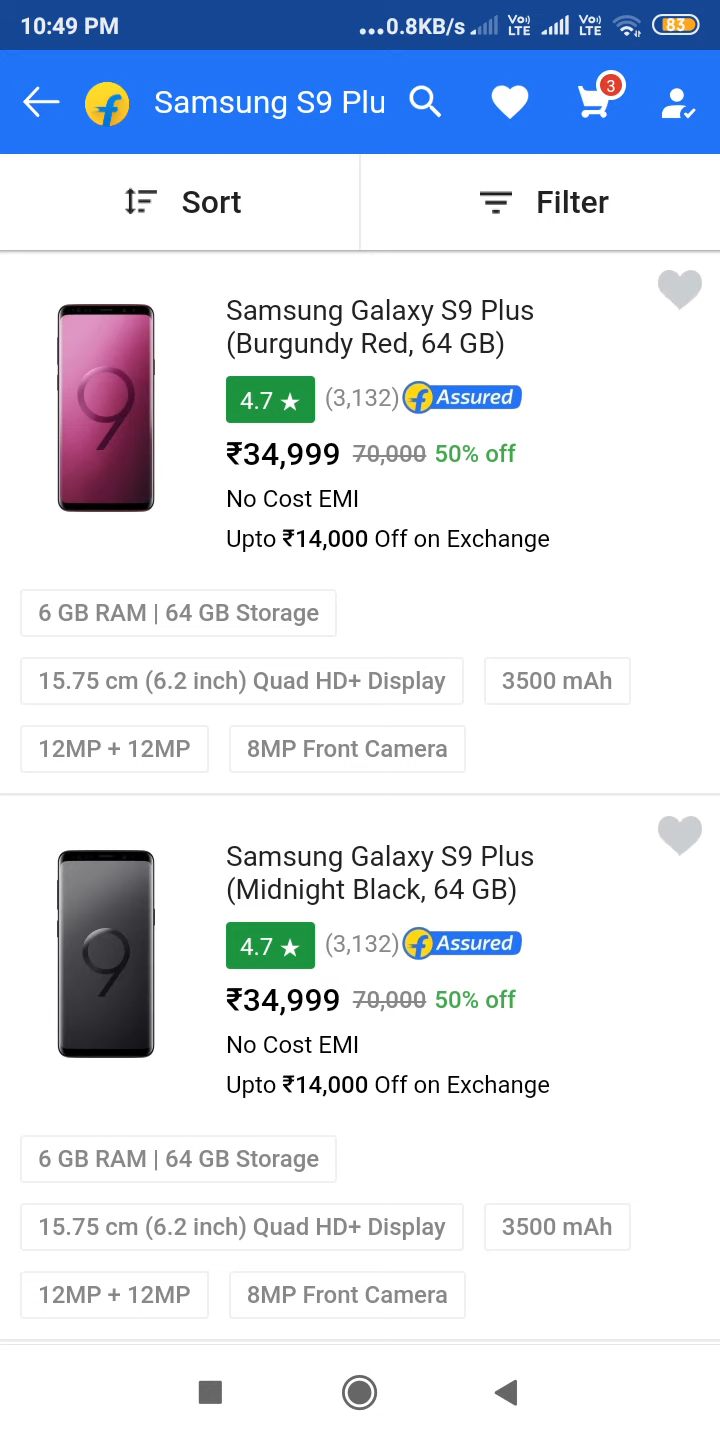 10:49 PM ...0.8KB/s Vo)) LTE Vo)) LTE 83
Samsung S9 Plu 3
Sort Filter
Samsung Galaxy S9 Plus
(Burgundy Red, 64 GB)
4.7 ★ (3,132) f Assured
₹34,999 70,000 50% off
No Cost EMI
Upto ₹14,000 Off on Exchange
6 GB RAM | 64 GB Storage
15.75 cm (6.2 inch) Quad HD+ Display 3500 mAh
12MP + 12MP 8MP Front Camera
Samsung Galaxy S9 Plus
(Midnight Black, 64 GB)
4.7 ★ (3,132) f Assured
₹34,999 70,000 50% off
No Cost EMI
Upto ₹14,000 Off on Exchange
6 GB RAM | 64 GB Storage
15.75 cm (6.2 inch) Quad HD+ Display 3500 mAh
12MP + 12MP 8MP Front Camera